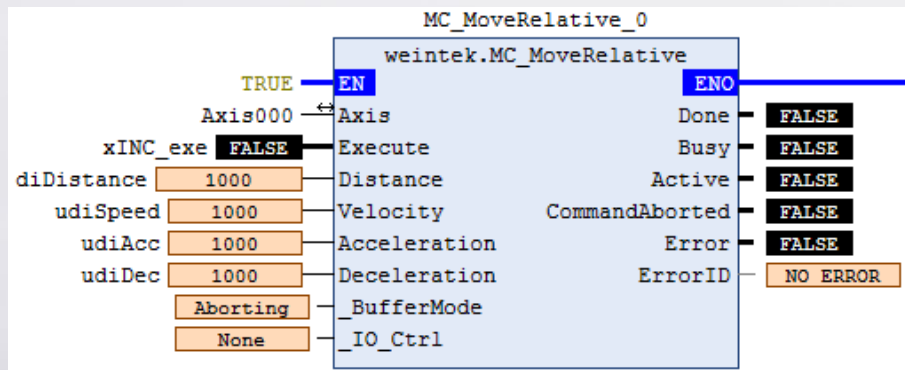 MC_MoveRelative_0
weintek.MC_MoveRelative
TRUE EN ENO
Axis000 Axis Done FALSE
xINC_exe FALSE Execute Busy FALSE
diDistance 1000 Distance Active FALSE
udiSpeed 1000 Velocity CommandAborted FALSE
udiAcc 1000 Acceleration Error FALSE
udiDec 1000 Deceleration ErrorID NO ERROR
Aborting _BufferMode
None _IO_Ctrl